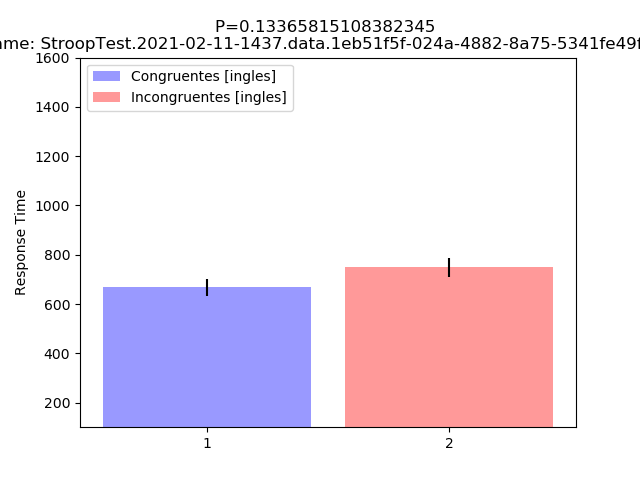 P=0.13365815108382345
ame: StroopTest.2021-02-11-1437.data.1eb51f5f-024a-4882-8a75-5341fe49f
1600
1400
1200
1000
800
600
400
200
Response Time
Congruentes [ingles]
Incongruentes [ingles]
1
2